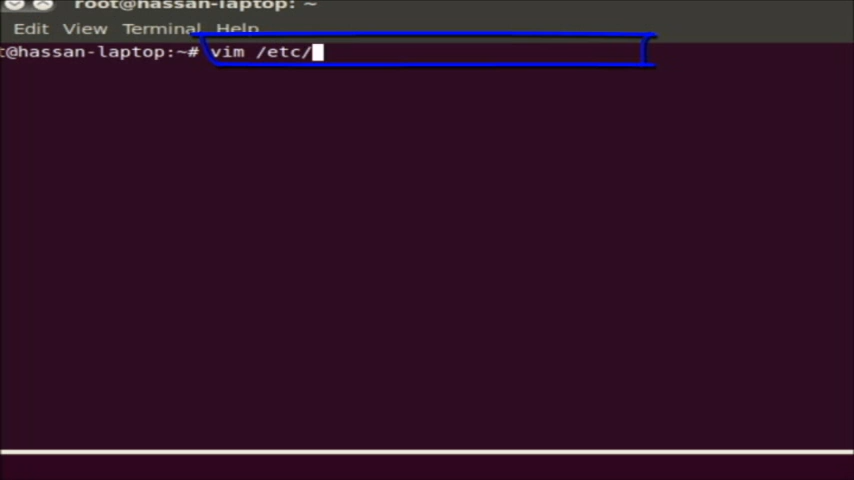 root@hassan-laptop: ~
Edit View Terminal Help
t@hassan-laptop:~# vim /etc/